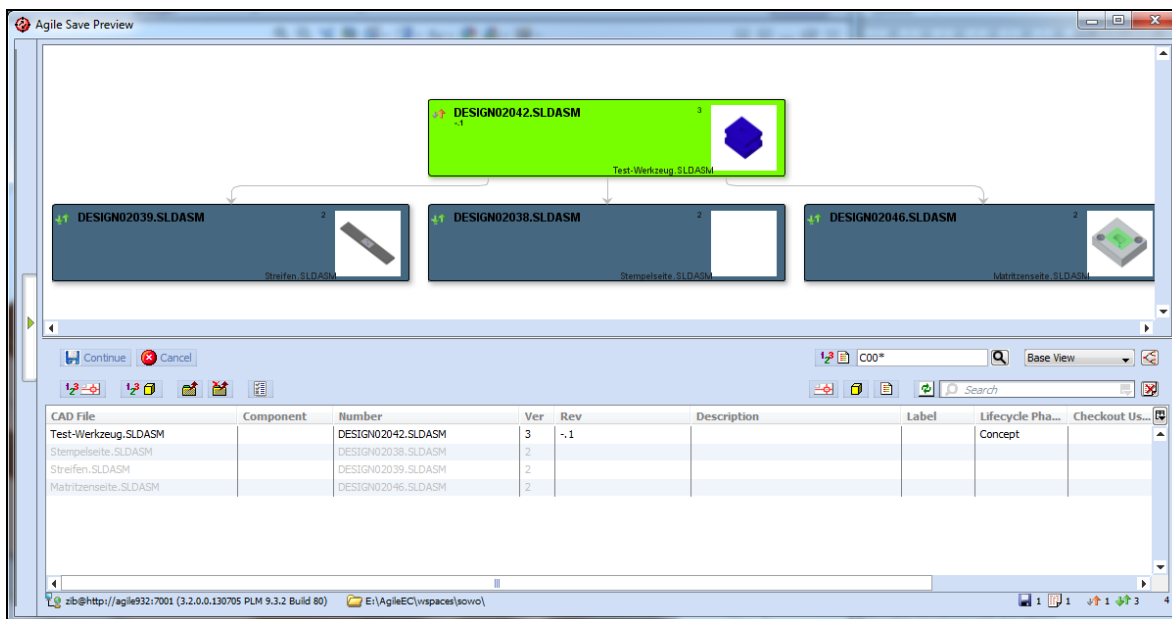 Agile Save Preview
DESIGN02042.SLDASM 3
-.1
Test-Werkzeug.SLDASM
DESIGN02039.SLDASM 2
Streifen.SLDASM
DESIGN02038.SLDASM 2
Stempelseite.SLDASM
DESIGN02046.SLDASM 2
Matritzenseite.SLDASM
Continue Cancel C00* Base View
Search
CAD File Component Number Ver Rev Description Label Lifecycle Pha... Checkout Us...
Test-Werkzeug.SLDASM DESIGN02042.SLDASM 3 -.1 Concept
Stempelseite.SLDASM DESIGN02038.SLDASM 2
Streifen.SLDASM DESIGN02039.SLDASM 2
Matritzenseite.SLDASM DESIGN02046.SLDASM 2
zib@http://agile932:7001 (3.2.0.0.130705 PLM 9.3.2 Build 80) E:\AgileEC\wspaces\sowo\ 1 1 1 3 4